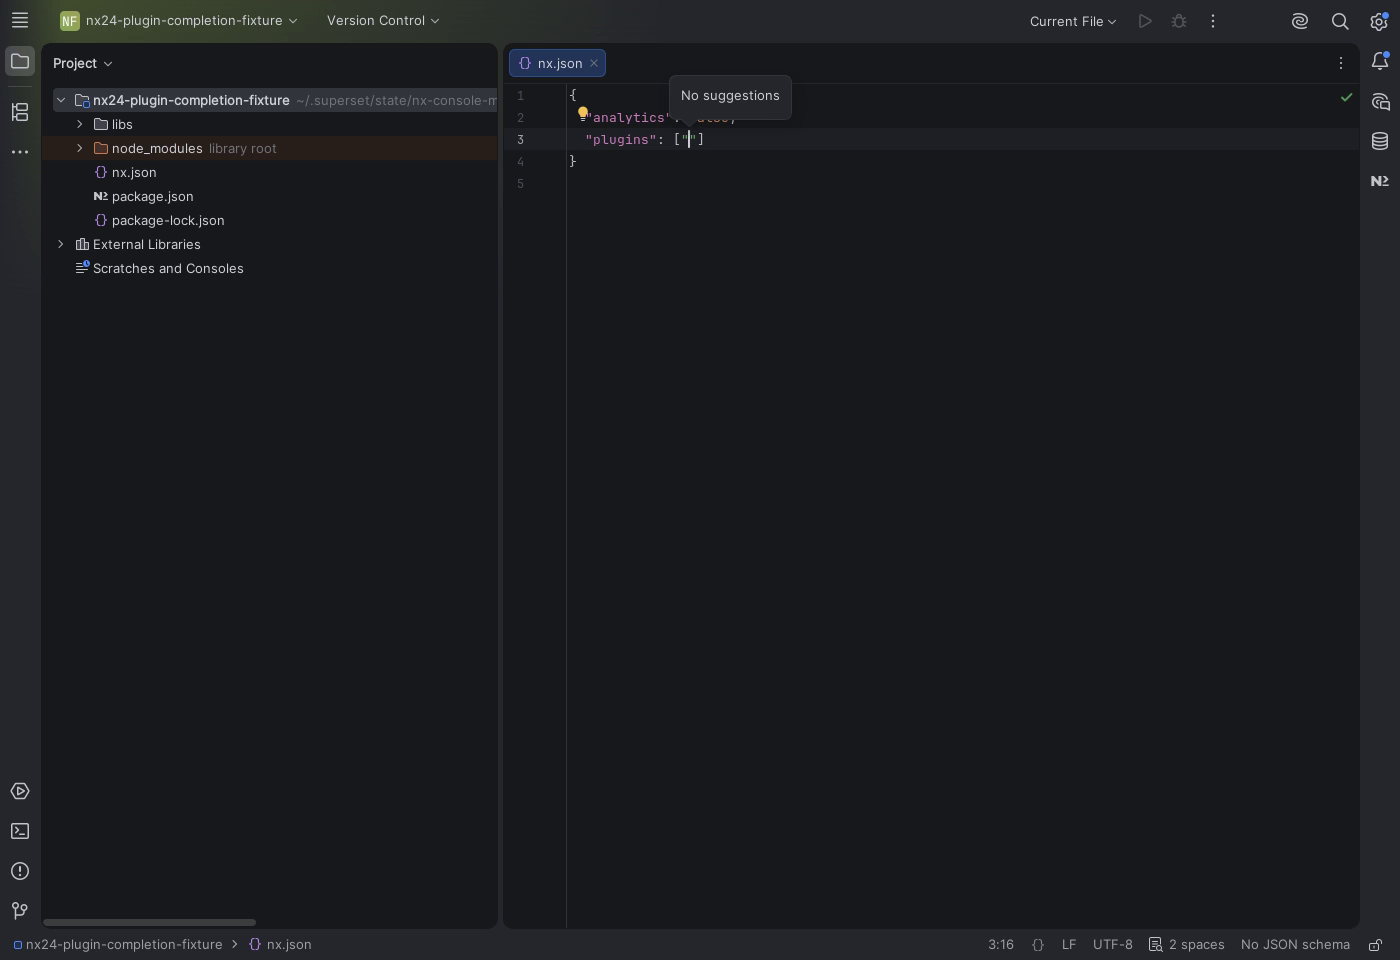 NF nx24-plugin-completion-fixture Version Control Current File
Project
nx.json
nx24-plugin-completion-fixture ~/.superset/state/nx-console-m
libs
node_modules library root
nx.json
package.json
package-lock.json
External Libraries
Scratches and Consoles
No suggestions
1 {
2 "analytics"
3 "plugins": [""]
4 }
5
nx24-plugin-completion-fixture nx.json
3:16 {} LF UTF-8 2 spaces No JSON schema